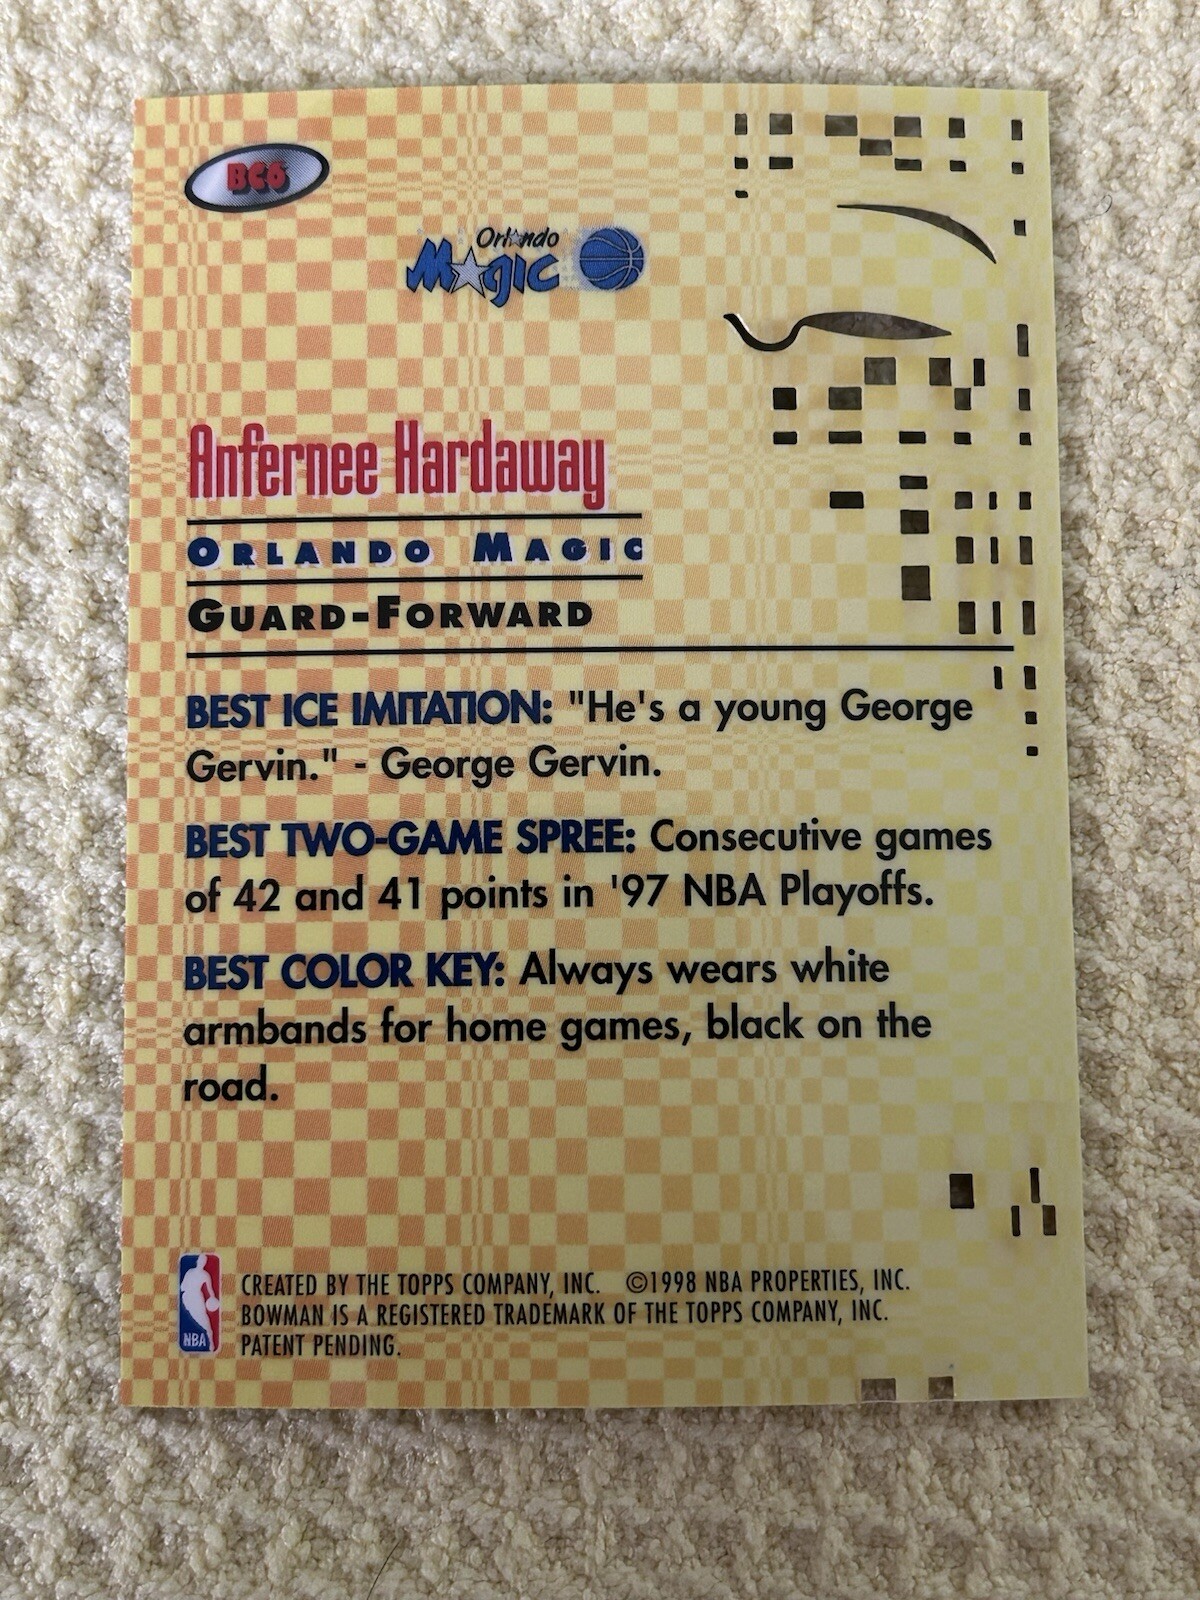 BC6
Orlando
Magic
Anfernee Hardaway
ORLANDO MAGIC
GUARD-FORWARD
BEST ICE IMITATION: "He's a young George
Gervin." - George Gervin.
BEST TWO-GAME SPREE: Consecutive games
of 42 and 41 points in '97 NBA Playoffs.
BEST COLOR KEY: Always wears white
armbands for home games, black on the
road.
CREATED BY THE TOPPS COMPANY, INC. ©1998 NBA PROPERTIES, INC.
BOWMAN IS A REGISTERED TRADEMARK OF THE TOPPS COMPANY, INC.
PATENT PENDING.
NBA